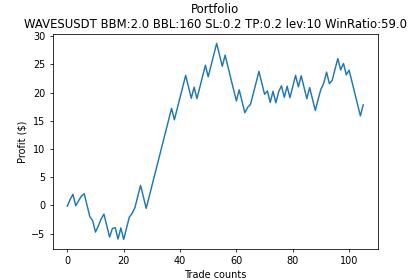 Portfolio
WAVESUSDT BBM:2.0 BBL:160 SL:0.2 TP:0.2 lev:10 WinRatio:59.0
30
25
20
15
10
5
0
−5
Profit ($)
0 20 40 60 80 100
Trade counts